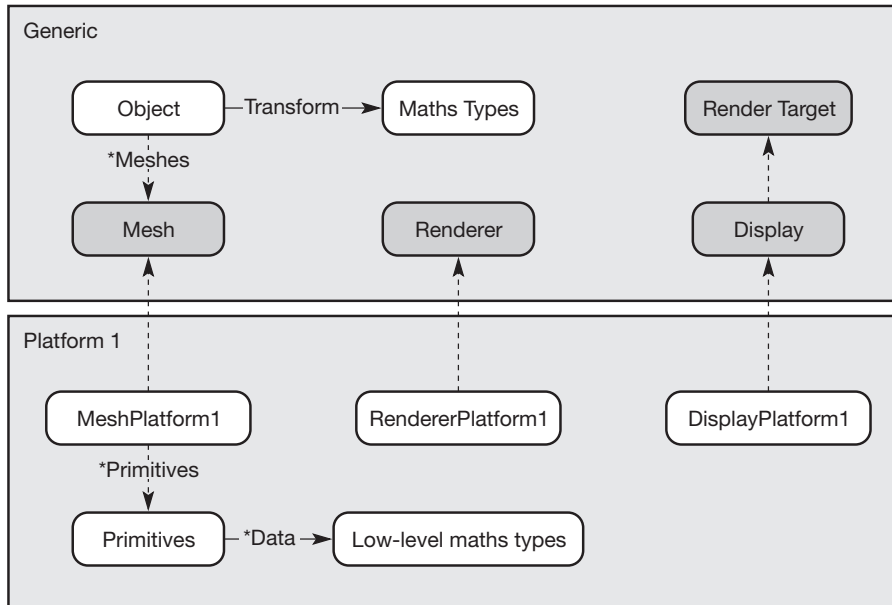 Generic
Object
Transform
Maths Types
Render Target
*Meshes
Mesh
Renderer
Display
Platform 1
MeshPlatform1
RendererPlatform1
DisplayPlatform1
*Primitives
Primitives
*Data
Low-level maths types